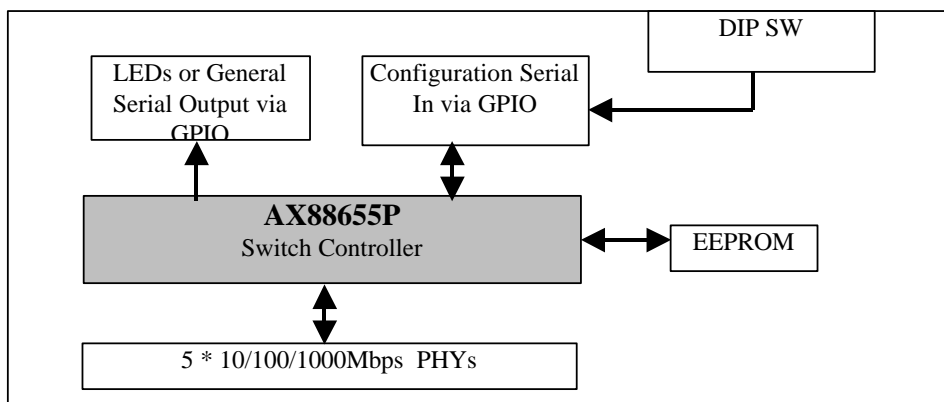 DIP SW
LEDs or General
Serial Output via
GPIO
Configuration Serial
In via GPIO
AX88655P
Switch Controller
EEPROM
5 * 10/100/1000Mbps PHYs